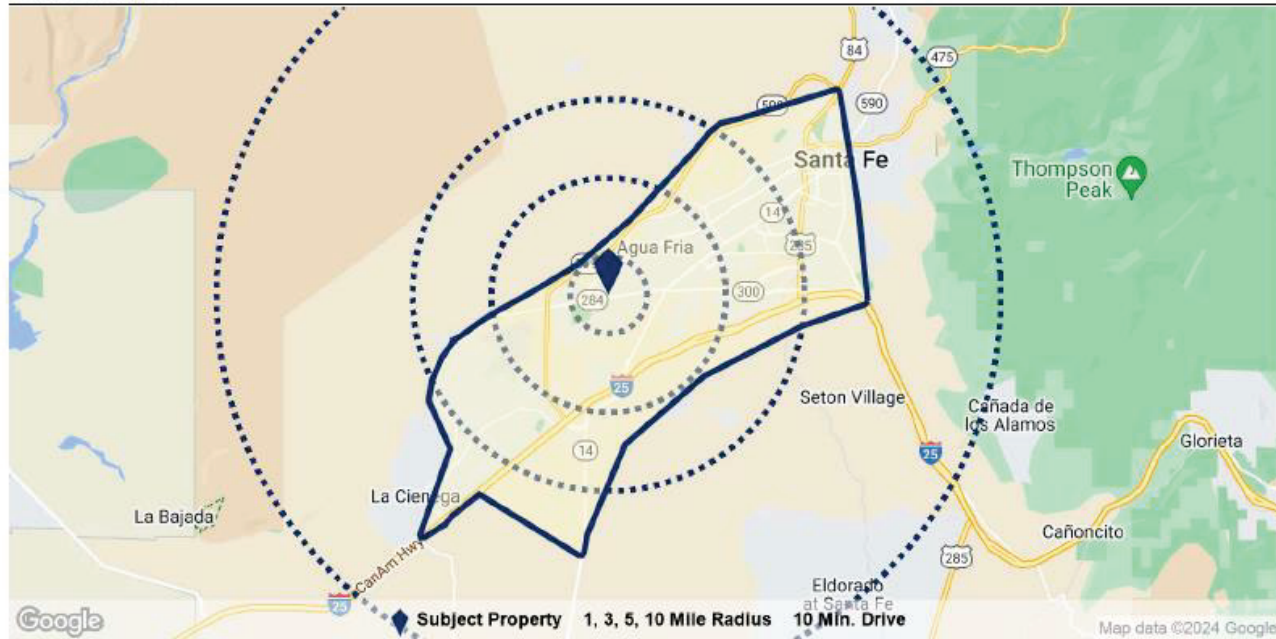 84
475
599
590
Santa Fe
Thompson
Peak
14
Agua Fria
285
284
300
25
Seton Village
Cañada de
los Alamos
Glorieta
14
25
La Cienega
La Bajada
Cañoncito
CanAm Hwy
285
Eldorado
at Santa Fe
25
Google
Subject Property 1, 3, 5, 10 Mile Radius 10 Min. Drive
Map data ©2024 Google